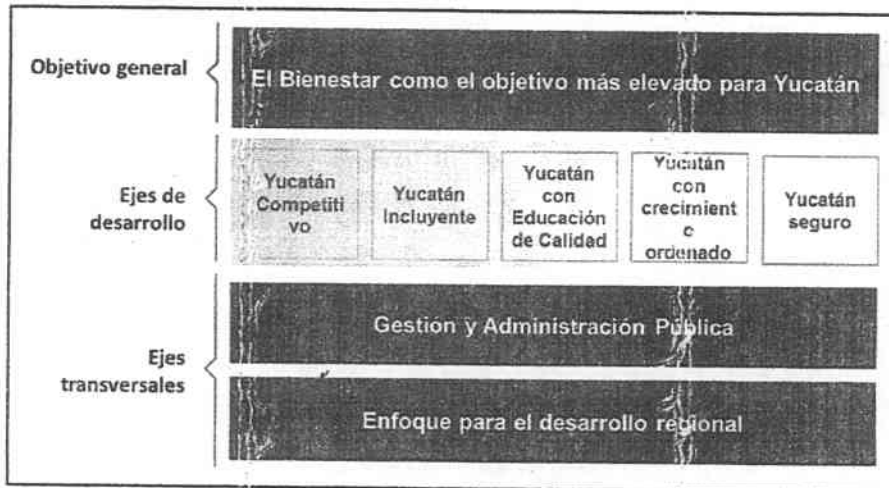 Objetivo general
El Bienestar como el objetivo más elevado para Yucatán
Ejes de
desarrollo
Yucatán
Competiti
vo
Yucatán
Incluyente
Yucatán
con
Educación
de Calidad
Yucatán
con
crecimient
o
ordenado
Yucatán
seguro
Ejes
transversales
Gestión y Administración Pública
Enfoque para el desarrollo regional